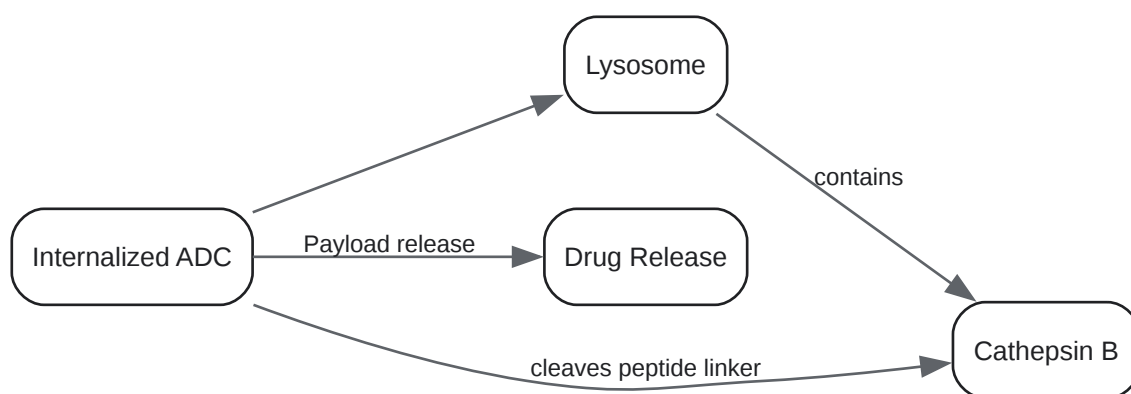 Lysosome
contains
Internalized ADC
Payload release
Drug Release
Cathepsin B
cleaves peptide linker